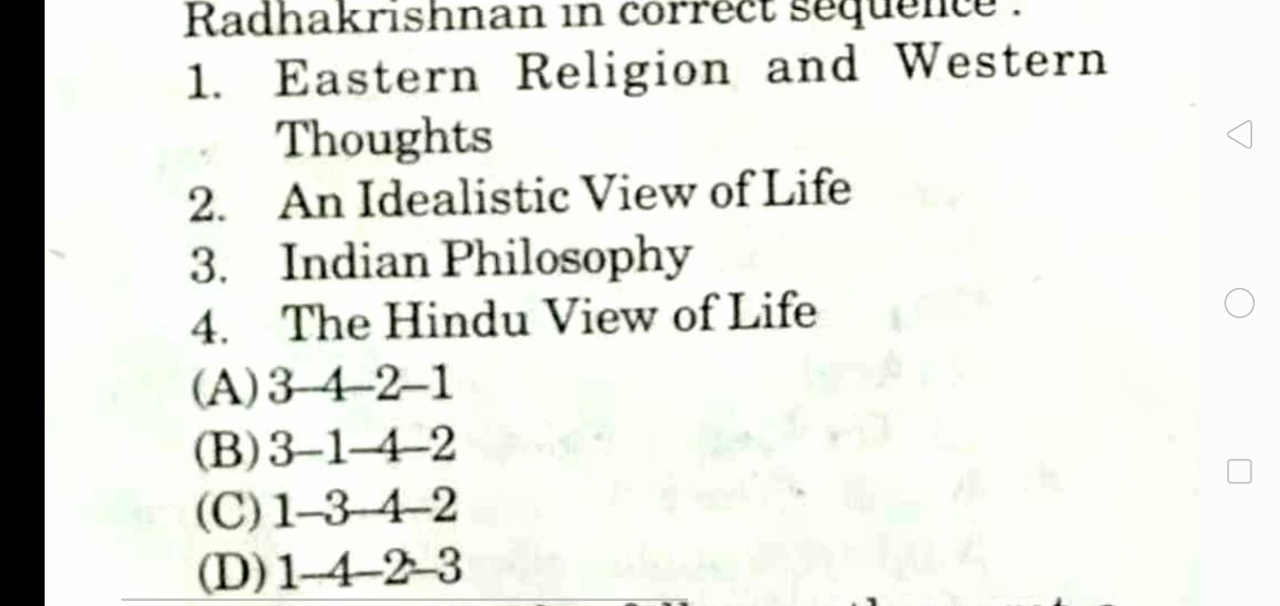 Radhakrishnan in correct sequence :
1. Eastern Religion and Western
Thoughts
2. An Idealistic View of Life
3. Indian Philosophy
4. The Hindu View of Life
(A) 3–4–2–1
(B) 3–1–4–2
(C) 1–3–4–2
(D) 1–4–2–3